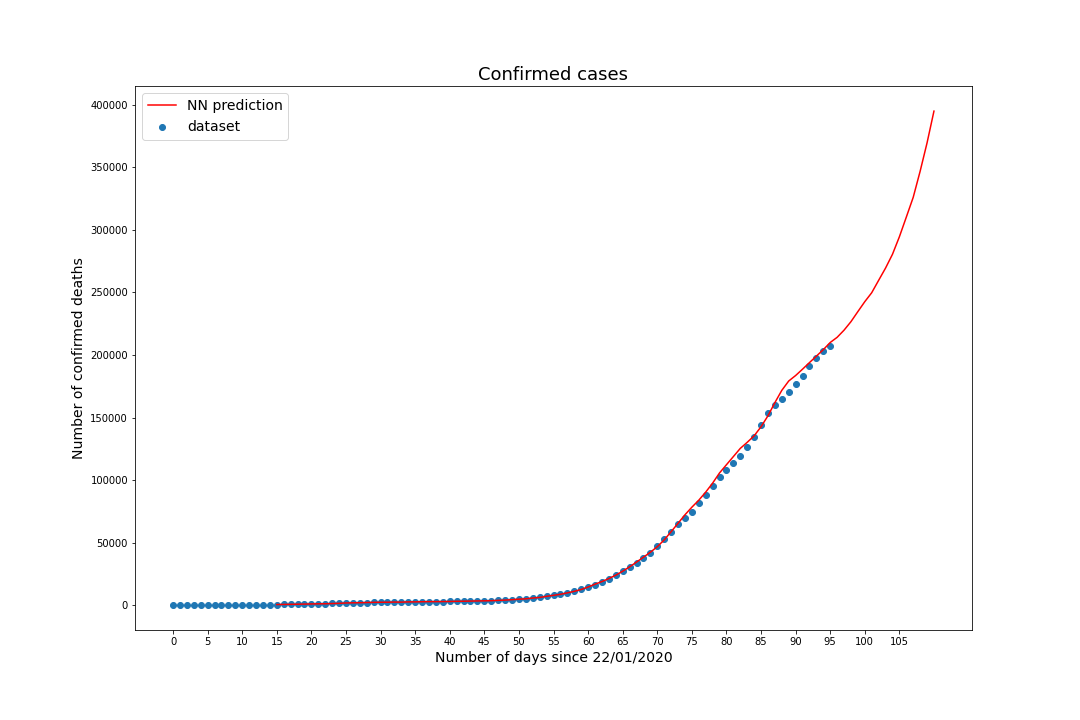 Confirmed cases
NN prediction
dataset
Number of confirmed deaths
400000
350000
300000
250000
200000
150000
100000
50000
0
0 5 10 15 20 25 30 35 40 45 50 55 60 65 70 75 80 85 90 95 100 105
Number of days since 22/01/2020